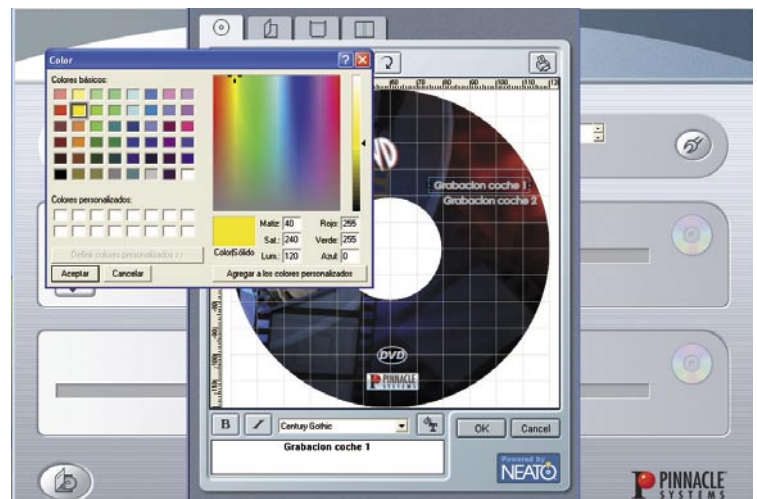 Color
Colores básicos:
Colores personalizados:
Definir colores personalizados >>
Aceptar
Cancelar
Color|Sólido
Matiz: 40
Sat.: 240
Lum.: 120
Rojo: 255
Verde: 255
Azul: 0
Agregar a los colores personalizados
Grabacion coche 1
Grabacion coche 2
DVD
PINNACLE
SYSTEMS
B
I
Century Gothic
OK
Cancel
Grabacion coche 1
Powered by
NEATO
PINNACLE
SYSTEMS